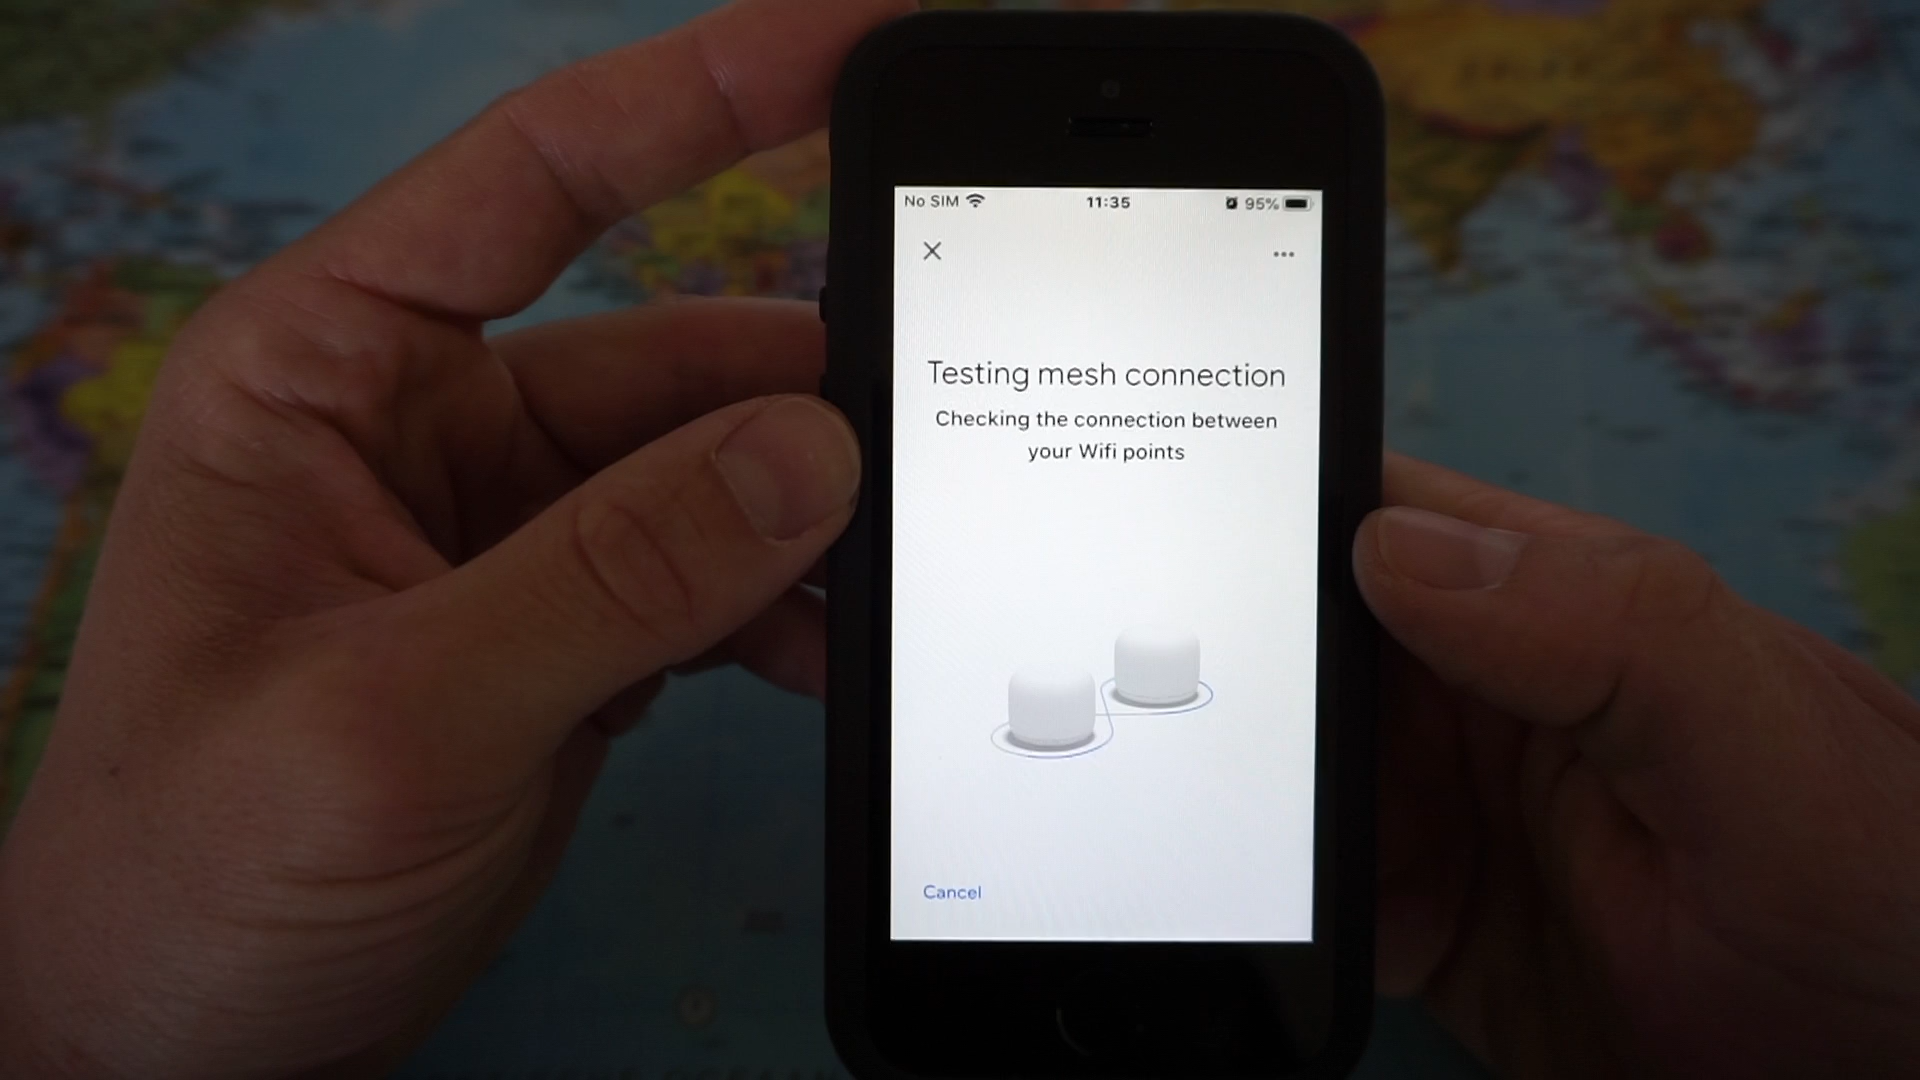 No SIM 11:35 95%
Testing mesh connection
Checking the connection between
your Wifi points
Cancel